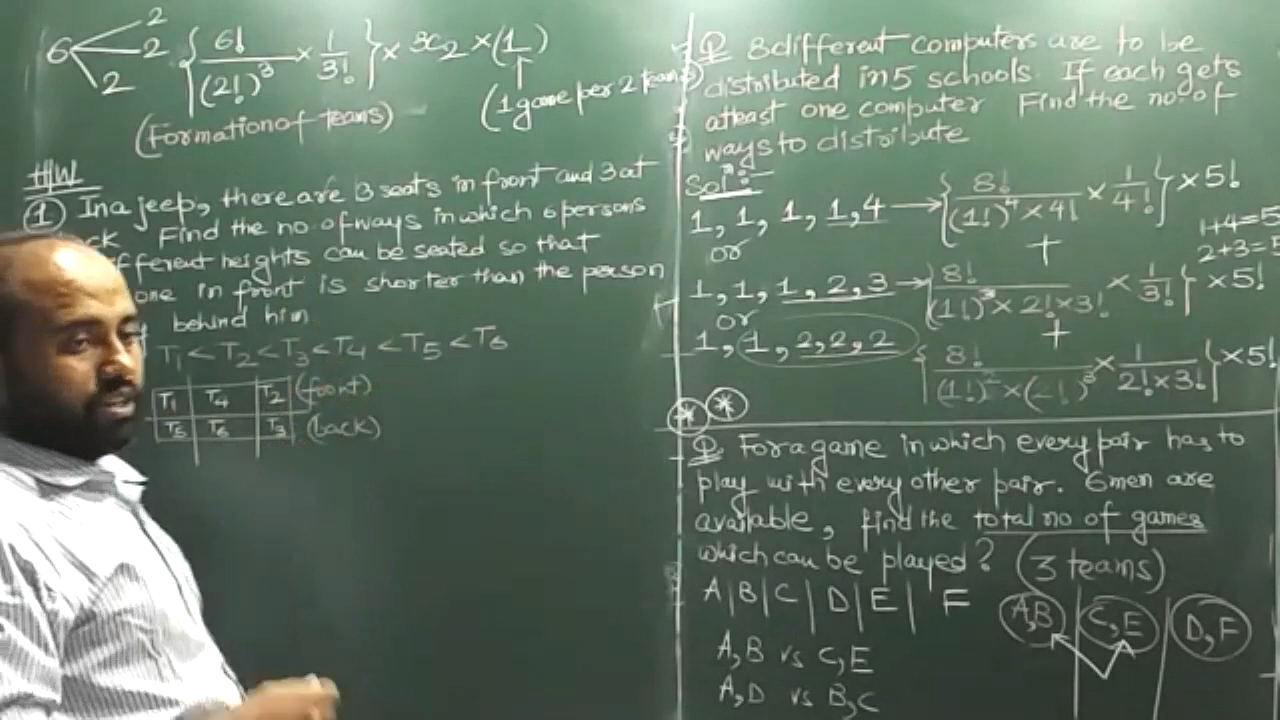 6 2 2 2 { 6! / (2!)³ × 1/3! } × 3C2 × (1)
(Formation of teams)
(1 game per 2 teams)
H/W
① In a jeep, there are 3 seats in front and 3 at
ck Find the no. of ways in which 6 persons
fferent heights can be seated so that
one in front is shorter than the person
behind him
T1 < T2 < T3 < T4 < T5 < T6
T1 T4 T2 (front)
T5 T6 T3 (back)
Q 8 different computers are to be
distributed in 5 schools. If each gets
atleast one computer Find the no. of
ways to distribute
Solⁿ:-
1, 1, 1, 1, 4 → { 8! / (1!)⁴ × 4! × 1/4! } × 5!
or +
1+4=5
2+3=5
1, 1, 1, 2, 3 → { 8! / (1!)³ × 2! × 3! × 1/3! } × 5!
or +
1, 1, 2, 2, 2 { 8! / (1!)² × (2!)³ × 1/2!×3! } × 5!
Q For a game in which every pair has to
play with every other pair. 6 men are
available, find the total no of games
which can be played? (3 teams)
A|B|C|D|E|F
A,B | C,E | D,F
A,B vs C,E
A,D vs B,C